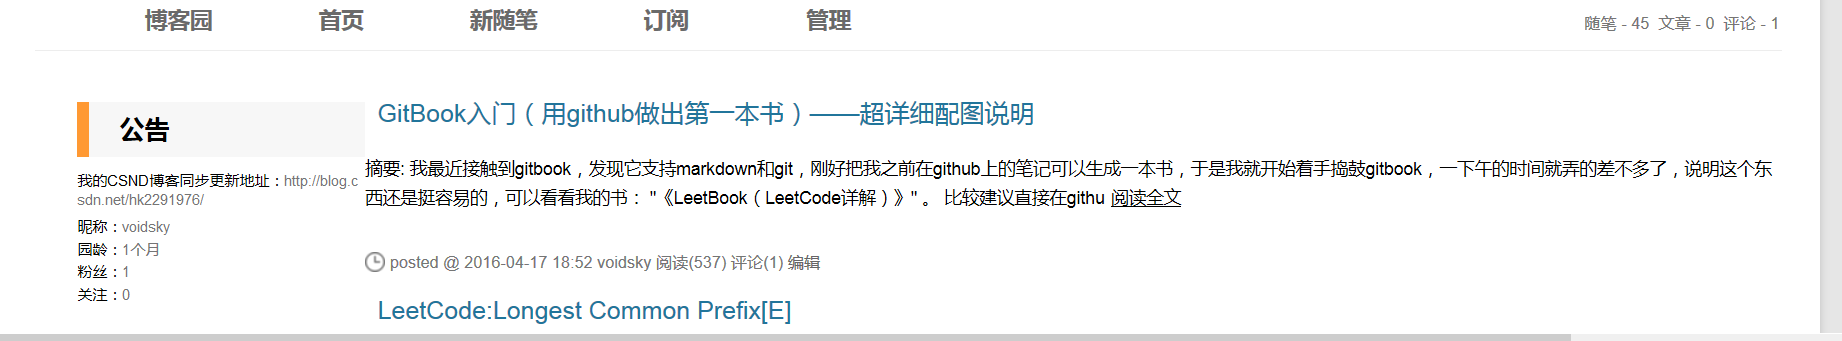 博客园 首页 新随笔 订阅 管理 随笔 - 45 文章 - 0 评论 - 1
公告
我的CSND博客同步更新地址：http://blog.c
sdn.net/hk2291976/
昵称：voidsky
园龄：1个月
粉丝：1
关注：0
GitBook入门（用github做出第一本书）——超详细配图说明
摘要: 我最近接触到gitbook，发现它支持markdown和git，刚好把我之前在github上的笔记可以生成一本书，于是我就开始着手捣鼓gitbook，一下午的时间就弄的差不多了，说明这个东
西还是挺容易的，可以看看我的书： "《LeetBook（LeetCode详解）》" 。 比较建议直接在githu 阅读全文
posted @ 2016-04-17 18:52 voidsky 阅读(537) 评论(1) 编辑
LeetCode:Longest Common Prefix[E]